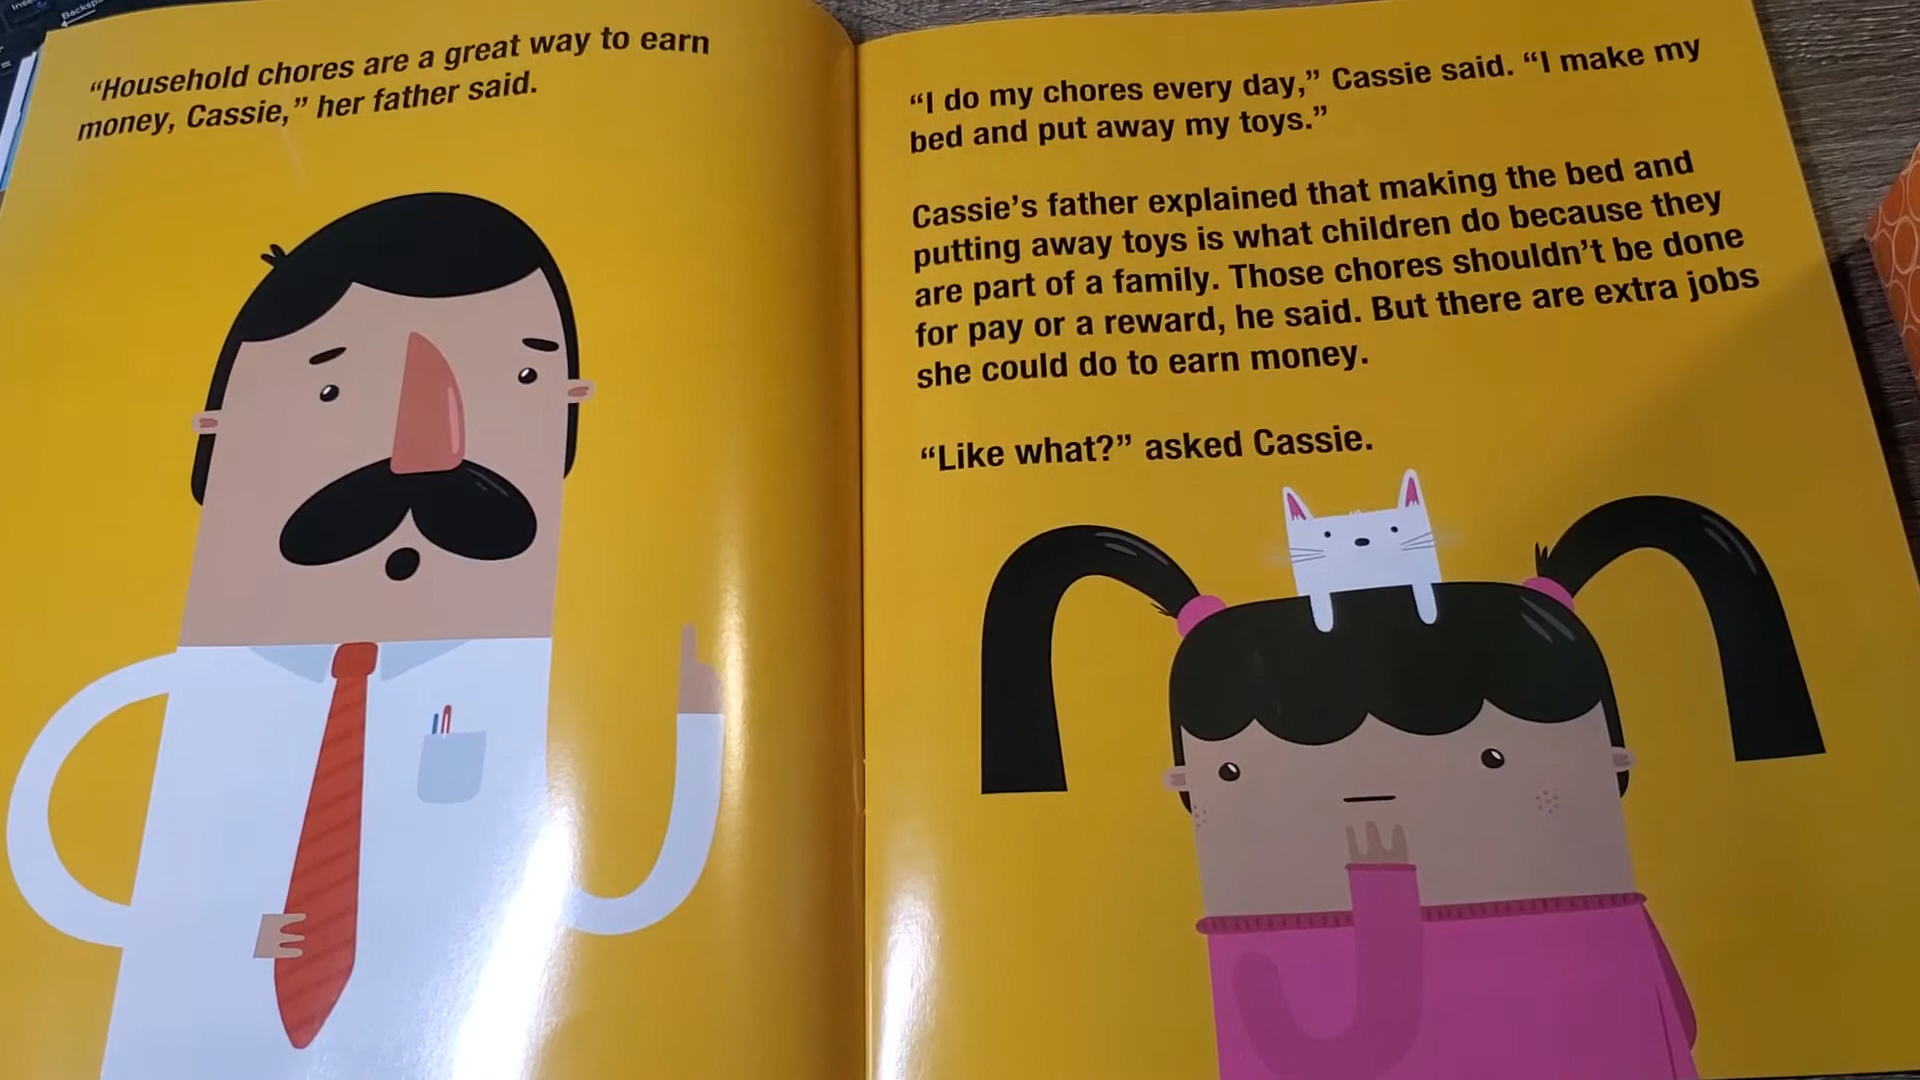 Backsp
“Household chores are a great way to earn
money, Cassie,” her father said.
“I do my chores every day,” Cassie said. “I make my
bed and put away my toys.”
Cassie’s father explained that making the bed and
putting away toys is what children do because they
are part of a family. Those chores shouldn’t be done
for pay or a reward, he said. But there are extra jobs
she could do to earn money.
“Like what?” asked Cassie.